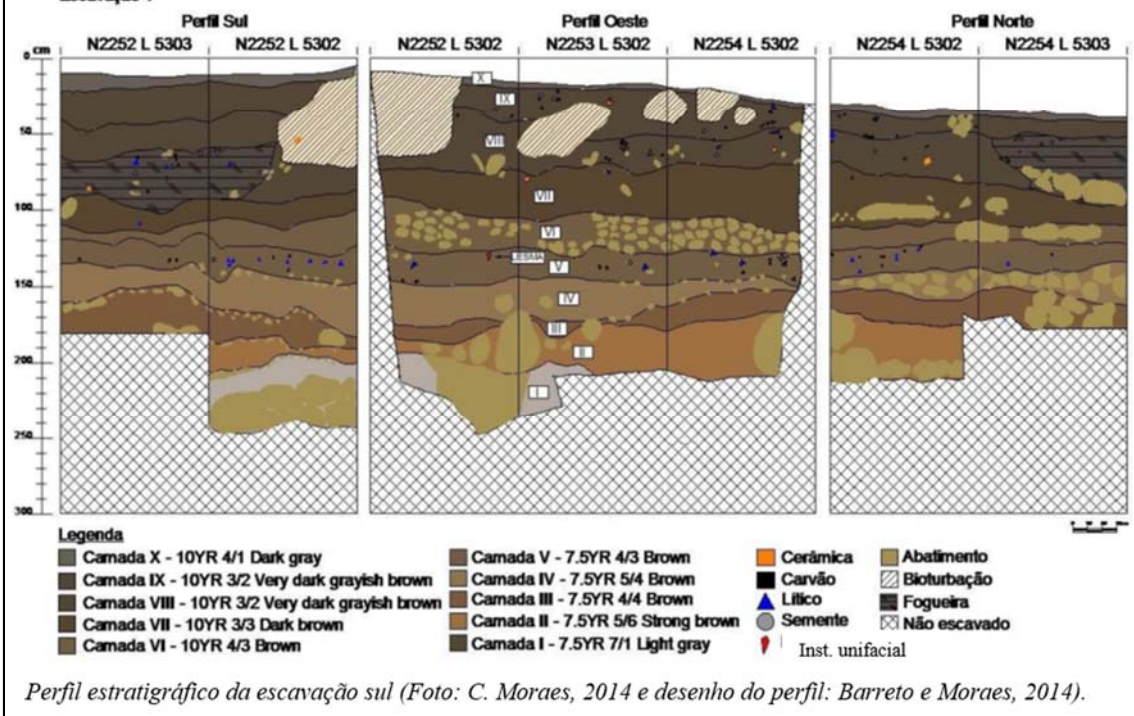 Perfil Sul Perfil Oeste Perfil Norte
N2252 L 5303 N2252 L 5302 N2252 L 5302 N2253 L 5302 N2254 L 5302 N2254 L 5302 N2254 L 5303
0 cm
50
100
150
200
250
300
X
IX
VIII
VII
VI
LESMA
V
IV
III
II
I
Legenda
Camada X - 10YR 4/1 Dark gray
Camada IX - 10YR 3/2 Very dark grayish brown
Camada VIII - 10YR 3/2 Very dark grayish brown
Camada VII - 10YR 3/3 Dark brown
Camada VI - 10YR 4/3 Brown
Camada V - 7.5YR 4/3 Brown
Camada IV - 7.5YR 5/4 Brown
Camada III - 7.5YR 4/4 Brown
Camada II - 7.5YR 5/6 Strong brown
Camada I - 7.5YR 7/1 Light gray
Cerâmica
Carvão
Lítico
Semente
Inst. unifacial
Abatimento
Bioturbação
Fogueira
Não escavado
Perfil estratigráfico da escavação sul (Foto: C. Moraes, 2014 e desenho do perfil: Barreto e Moraes, 2014).